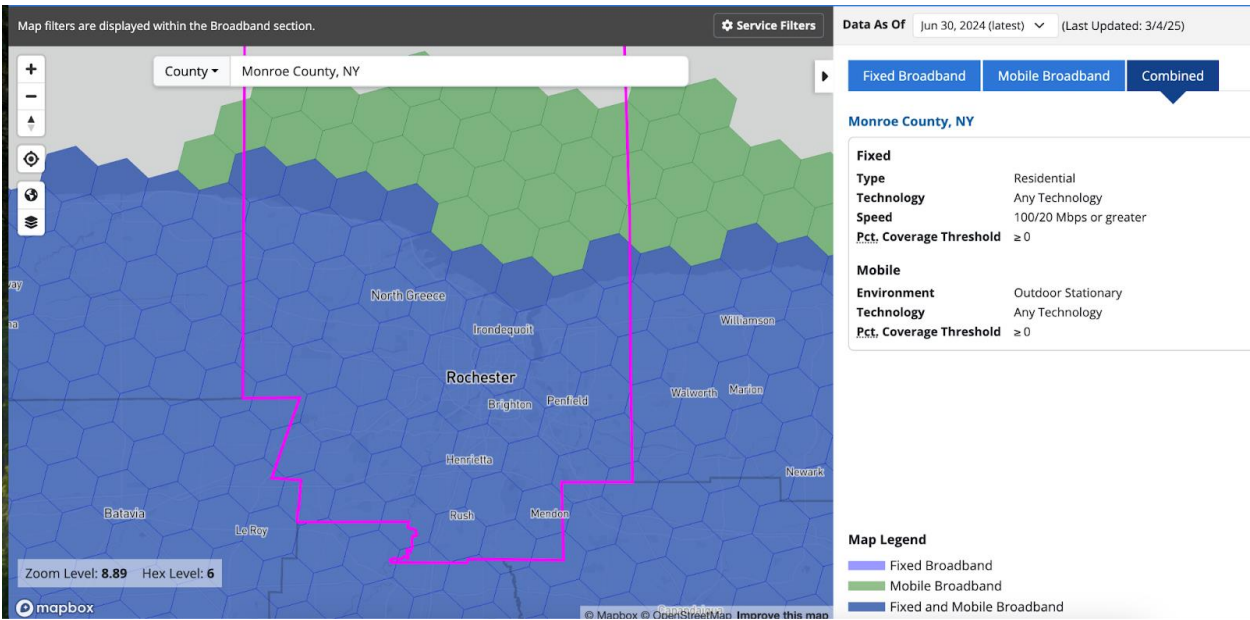 Map filters are displayed within the Broadband section.
Service Filters
County
Monroe County, NY
North Greece
Irondequoit
Williamson
Rochester
Brighton
Penfield
Walworth
Marion
Henrietta
Newark
Batavia
Le Roy
Rush
Mendon
Zoom Level: 8.89 Hex Level: 6
mapbox
© Mapbox © OpenStreetMap Improve this map
Data As Of Jun 30, 2024 (latest) (Last Updated: 3/4/25)
Fixed Broadband Mobile Broadband Combined
Monroe County, NY
Fixed
Type Residential
Technology Any Technology
Speed 100/20 Mbps or greater
Pct. Coverage Threshold ≥ 0
Mobile
Environment Outdoor Stationary
Technology Any Technology
Pct. Coverage Threshold ≥ 0
Map Legend
Fixed Broadband
Mobile Broadband
Fixed and Mobile Broadband